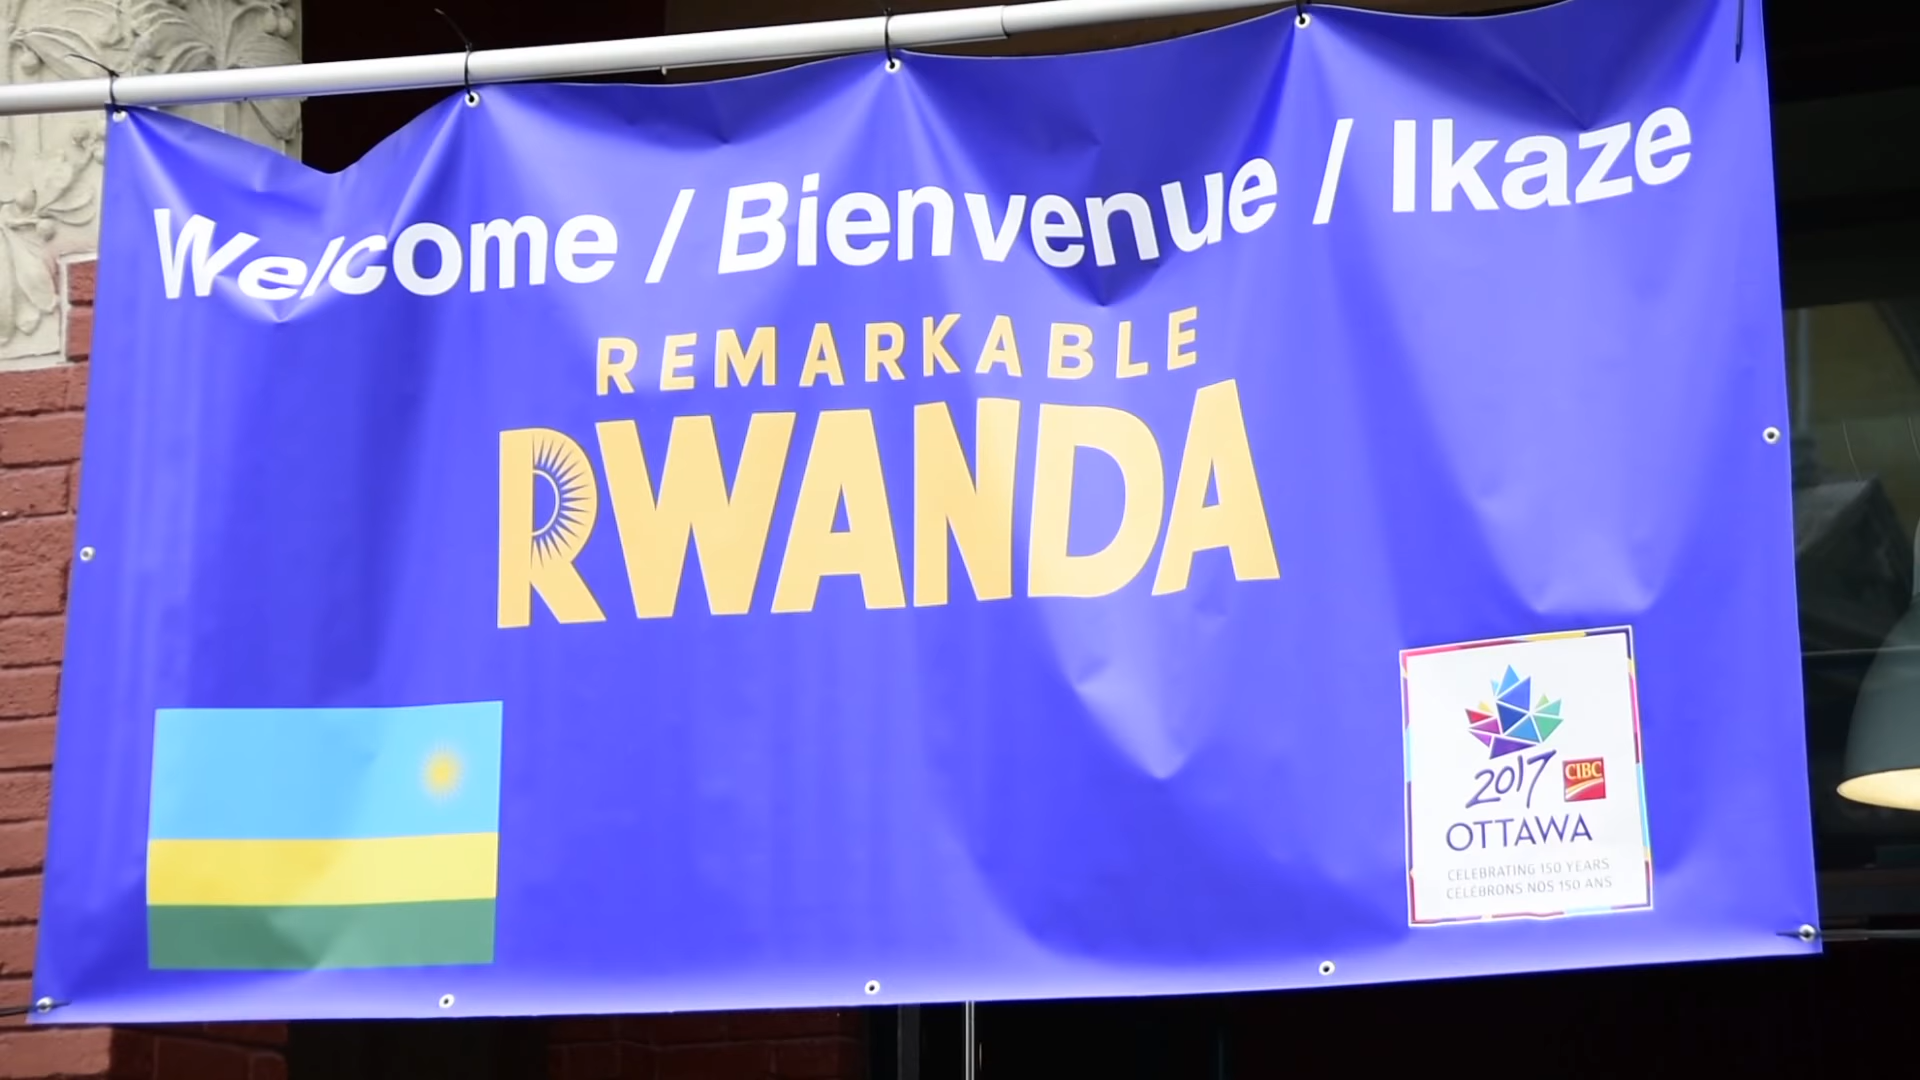 Welcome / Bienvenue / Ikaze
REMARKABLE
RWANDA
2017
CIBC
OTTAWA
CELEBRATING 150 YEARS
CÉLÉBRONS NOS 150 ANS